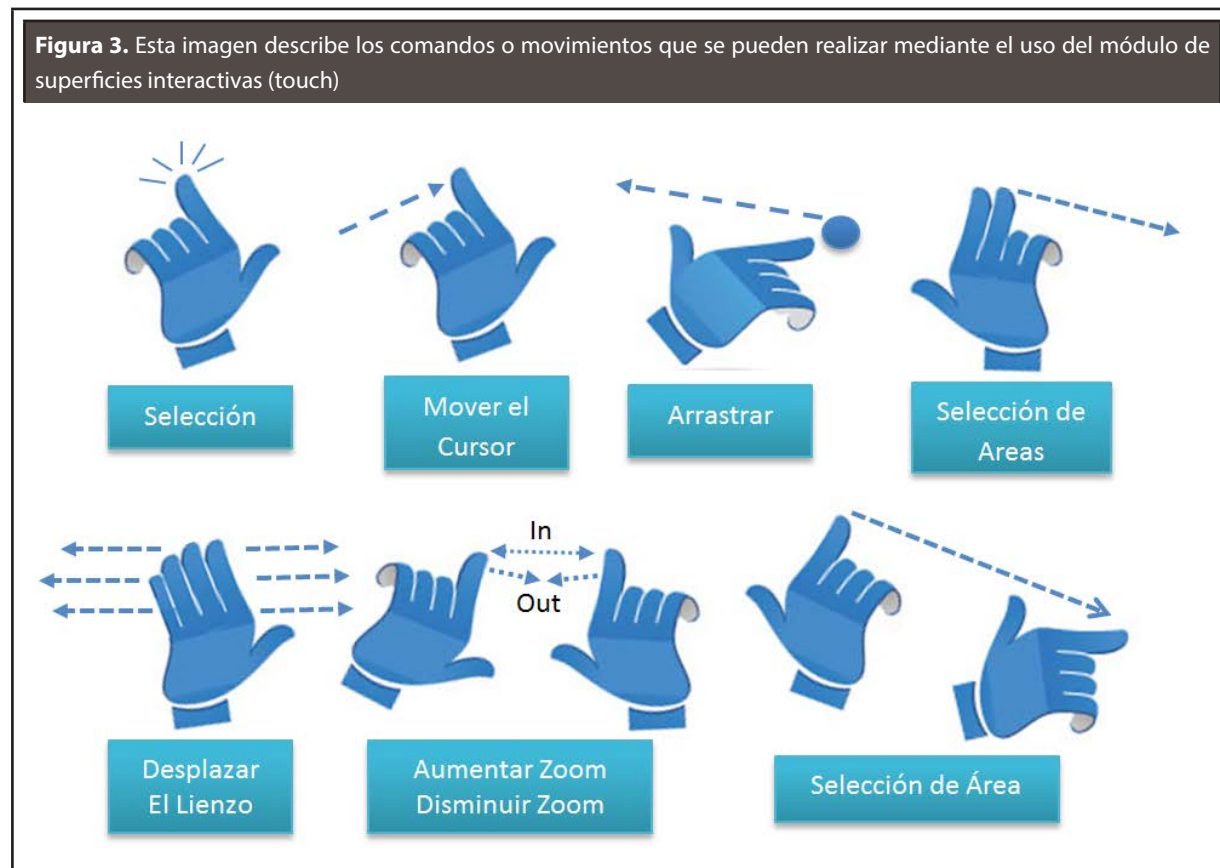 Figura 3. Esta imagen describe los comandos o movimientos que se pueden realizar mediante el uso del módulo de
superficies interactivas (touch)
Selección
Mover el
Cursor
Arrastrar
Selección de
Areas
In
Out
Desplazar
El Lienzo
Aumentar Zoom
Disminuir Zoom
Selección de Área